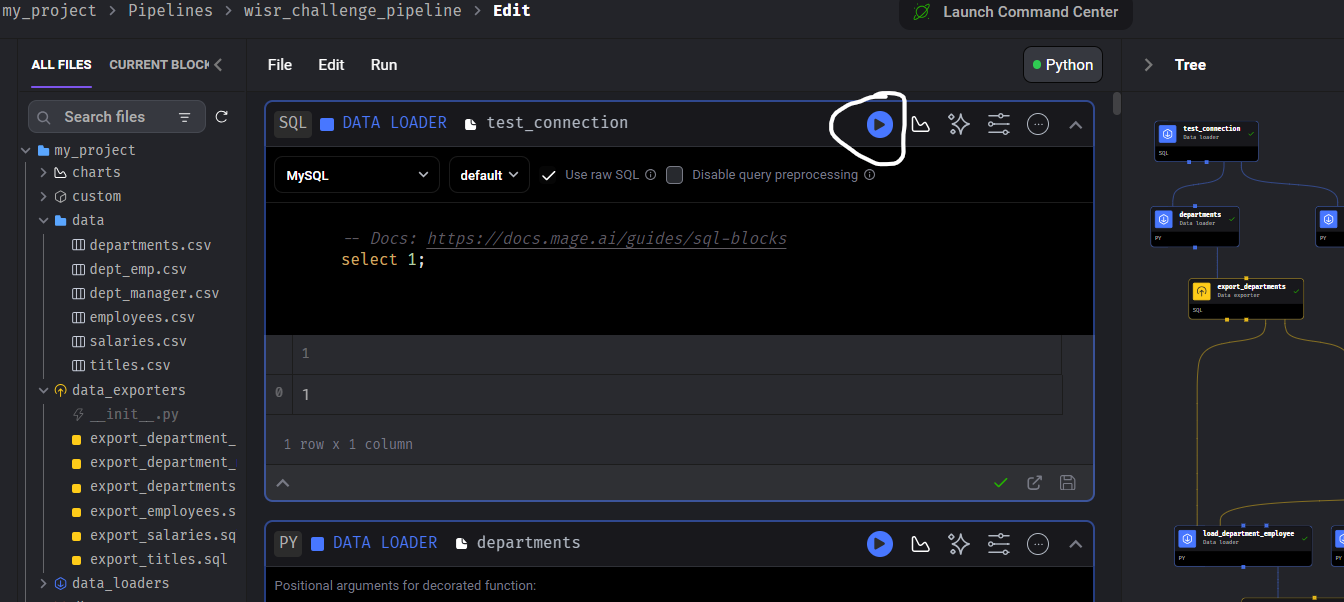 my_project > Pipelines > wisr_challenge_pipeline > Edit
Launch Command Center
ALL FILES CURRENT BLOCK
Search files
my_project
charts
custom
data
departments.csv
dept_emp.csv
dept_manager.csv
employees.csv
salaries.csv
titles.csv
data_exporters
__init__.py
export_department_
export_department_
export_departments
export_employees.s
export_salaries.sq
export_titles.sql
data_loaders
File Edit Run
Python
SQL DATA LOADER test_connection
MySQL default Use raw SQL Disable query preprocessing
-- Docs: https://docs.mage.ai/guides/sql-blocks
select 1;
1
0 1
1 row x 1 column
PY DATA LOADER departments
Positional arguments for decorated function:
Tree
test_connection
Data loader
SQL
departments
Data loader
PY
export_departments
Data exporter
SQL
load_department_employee
Data loader
PY